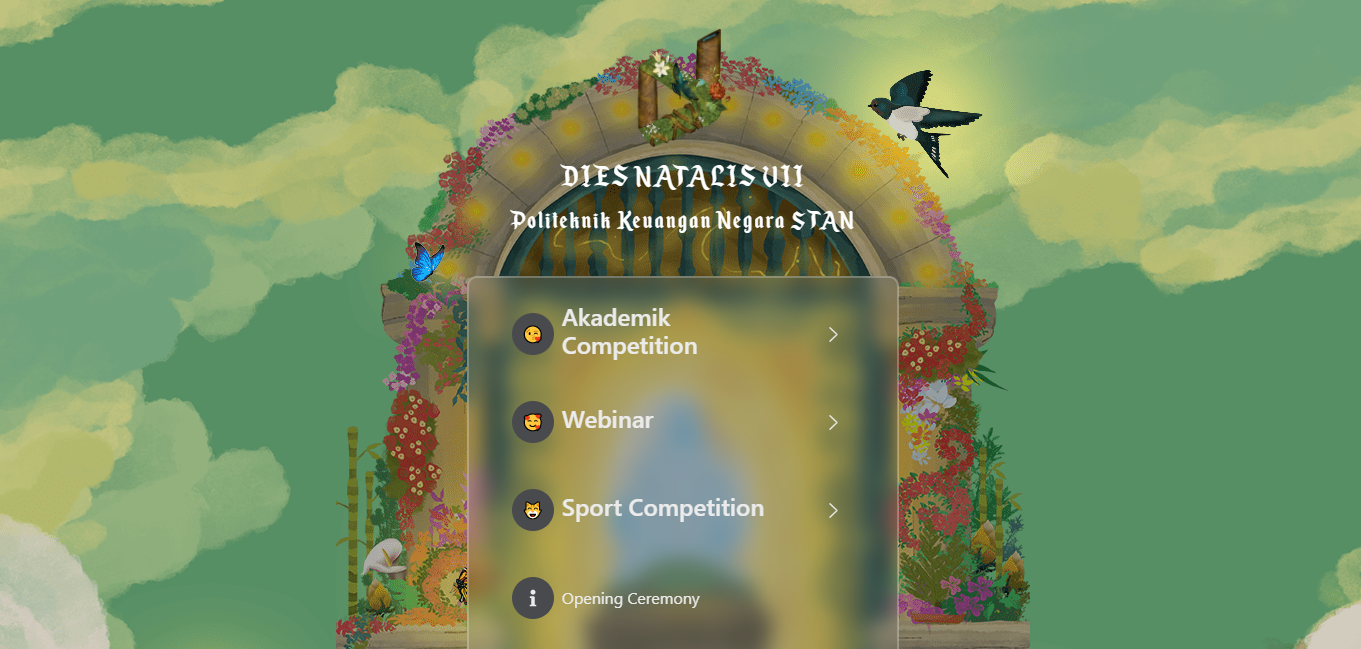 DIES NATALIS VII
Politeknik Keuangan Negara STAN
Akademik
Competition
Webinar
Sport Competition
Opening Ceremony